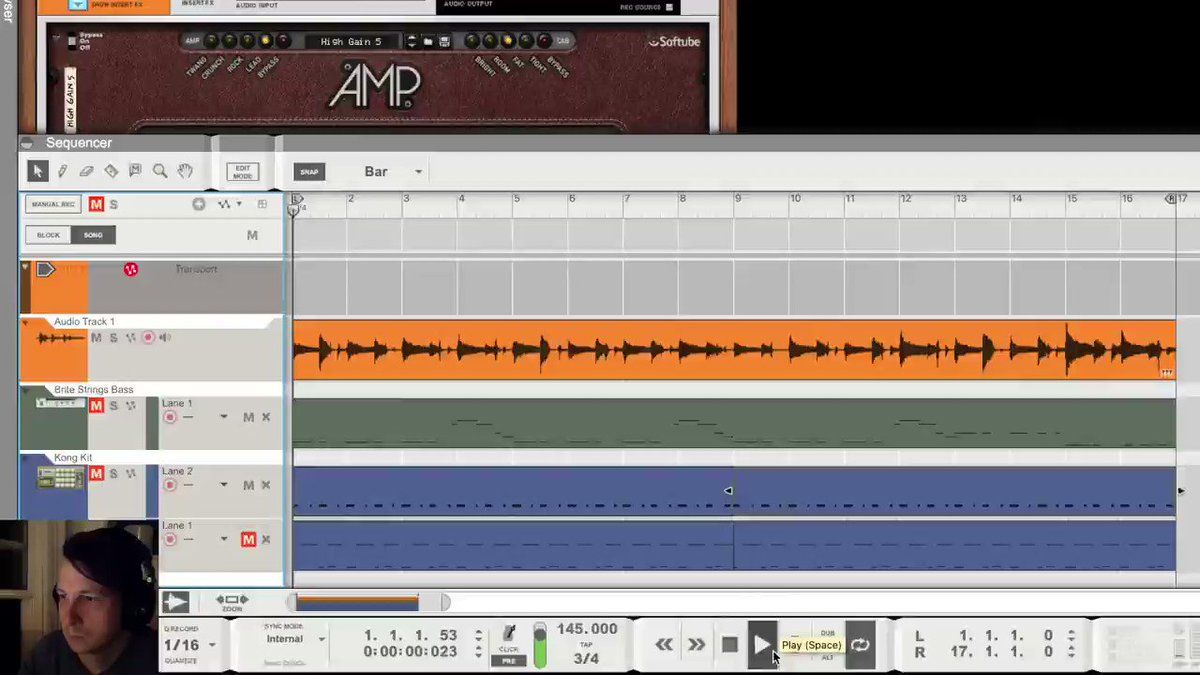 ser
SHOW INSERT FX
INSERT FX
AUDIO INPUT
AUDIO OUTPUT
REC SOURCE
Bypass
On
Off
AMP
High Gain 5
CAB
Softube
TWANG
CRUNCH
ROCK
LEAD
BYPASS
BRIGHT
ROOM
FAT
TIGHT
BYPASS
HIGH GAIN 5
AMP
Sequencer
EDIT MODE
SNAP
Bar
MANUAL REC
M
S
L
2
3
4
5
6
7
8
9
10
11
12
13
14
15
16
R
17
BLOCK
SONG
M
Transport
Audio Track 1
M
S
Brite Strings Bass
M
S
Lane 1
M
Kong Kit
M
S
Lane 2
M
Lane 1
M
ZOOM
Q RECORD
1/16
QUANTIZE
SYNC MODE
Internal
1. 1. 1. 53
0:00:00:023
CLICK
PRE
145.000
TAP
3/4
Play (Space)
DUB
ALT
L 1. 1. 1. 0
R 17. 1. 1. 0